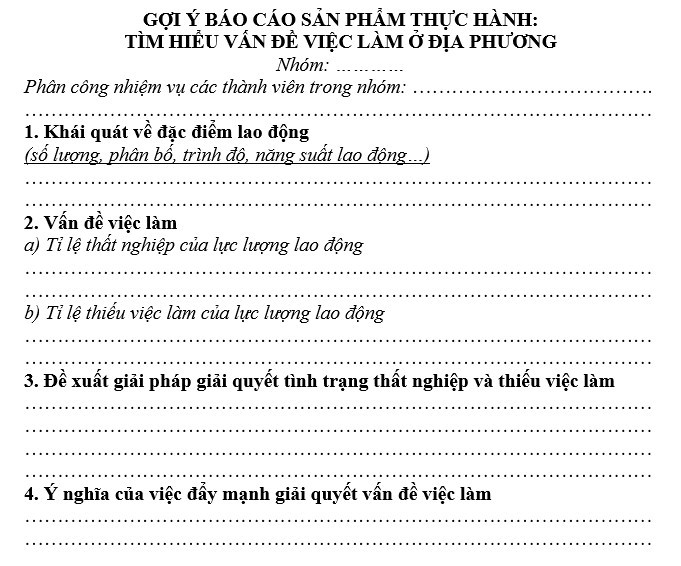 GỢI Ý BÁO CÁO SẢN PHẨM THỰC HÀNH:
TÌM HIỂU VẤN ĐỀ VIỆC LÀM Ở ĐỊA PHƯƠNG
Nhóm: …………
Phân công nhiệm vụ các thành viên trong nhóm: ……………………………….
……………………………………………………………………………………
1. Khái quát về đặc điểm lao động
(số lượng, phân bố, trình độ, năng suất lao động…)
……………………………………………………………………………………
……………………………………………………………………………………
2. Vấn đề việc làm
a) Tỉ lệ thất nghiệp của lực lượng lao động
……………………………………………………………………………………
……………………………………………………………………………………
b) Tỉ lệ thiếu việc làm của lực lượng lao động
……………………………………………………………………………………
……………………………………………………………………………………
3. Đề xuất giải pháp giải quyết tình trạng thất nghiệp và thiếu việc làm
……………………………………………………………………………………
……………………………………………………………………………………
……………………………………………………………………………………
……………………………………………………………………………………
4. Ý nghĩa của việc đẩy mạnh giải quyết vấn đề việc làm
……………………………………………………………………………………
……………………………………………………………………………………